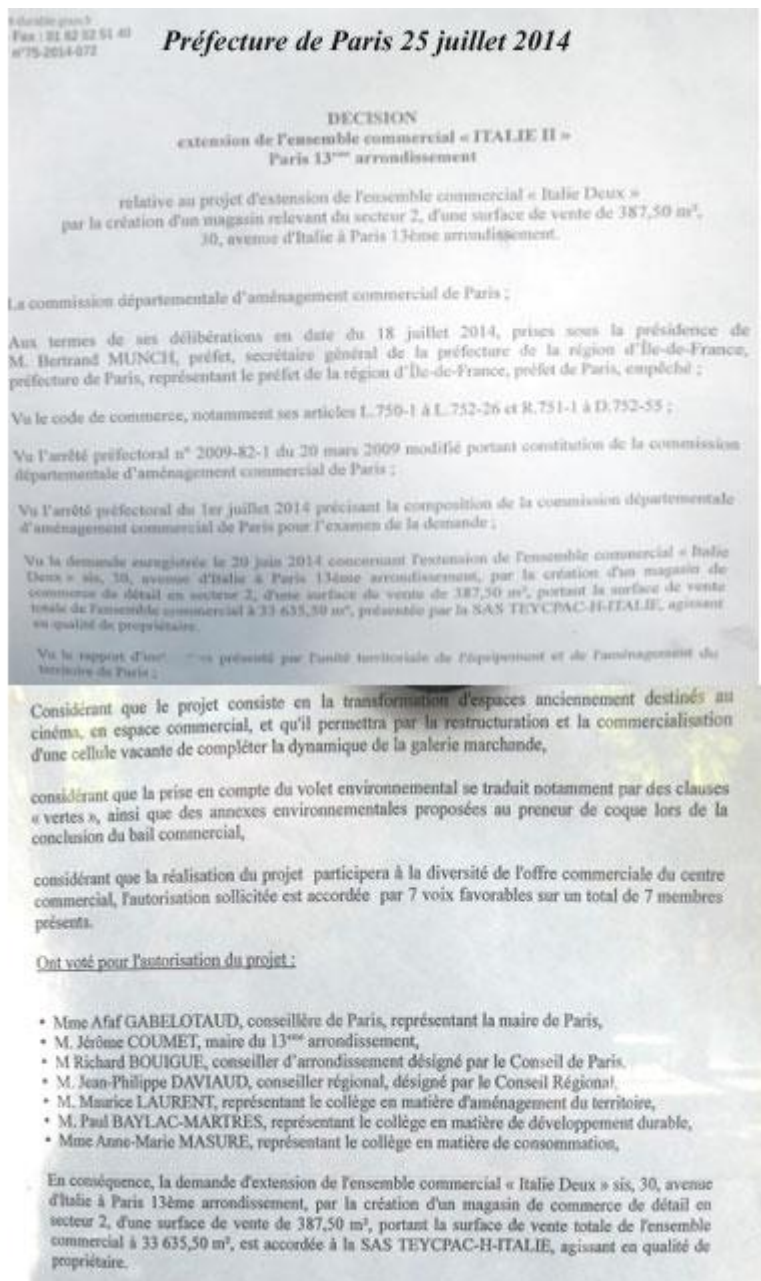 Fax : 01 82 52 51 40
n°75-2014-072
Préfecture de Paris 25 juillet 2014
DECISION
extension de l'ensemble commercial « ITALIE II »
Paris 13ème arrondissement
relative au projet d'extension de l'ensemble commercial « Italie Deux »
par la création d'un magasin relevant du secteur 2, d'une surface de vente de 387,50 m²,
30, avenue d'Italie à Paris 13ème arrondissement.
La commission départementale d'aménagement commercial de Paris ;
Aux termes de ses délibérations en date du 18 juillet 2014, prises sous la présidence de
M. Bertrand MUNCH, préfet, secrétaire général de la préfecture de la région d'Île-de-France,
préfecture de Paris, représentant le préfet de la région d'Île-de-France, préfet de Paris, empêché ;
Vu le code de commerce, notamment ses articles L.750-1 à L.752-26 et R.751-1 à D.752-55 ;
Vu l'arrêté préfectoral n° 2009-82-1 du 20 mars 2009 modifié portant constitution de la commission
départementale d'aménagement commercial de Paris ;
Vu l'arrêté préfectoral du 1er juillet 2014 précisant la composition de la commission départementale
d'aménagement commercial de Paris pour l'examen de la demande ;
Vu la demande enregistrée le 20 juin 2014 concernant l'extension de l'ensemble commercial « Italie
Deux » sis, 30, avenue d'Italie à Paris 13ème arrondissement, par la création d'un magasin de
commerce de détail en secteur 2, d'une surface de vente de 387,50 m², portant la surface de vente
totale de l'ensemble commercial à 33 635,50 m², présentée par la SAS TEYCPAC-H-ITALIE, agissant
en qualité de propriétaire.
Vu le rapport présenté par l'unité territoriale de l'équipement et de l'aménagement du
territoire de Paris ;
Considérant que le projet consiste en la transformation d'espaces anciennement destinés au
cinéma, en espace commercial, et qu'il permettra par la restructuration et la commercialisation
d'une cellule vacante de compléter la dynamique de la galerie marchande,
considérant que la prise en compte du volet environnemental se traduit notamment par des clauses
« vertes », ainsi que des annexes environnementales proposées au preneur de coque lors de la
conclusion du bail commercial,
considérant que la réalisation du projet participera à la diversité de l'offre commerciale du centre
commercial, l'autorisation sollicitée est accordée par 7 voix favorables sur un total de 7 membres
présents.
Ont voté pour l'autorisation du projet :
• Mme Afaf GABELOTAUD, conseillère de Paris, représentant la maire de Paris,
• M. Jérôme COUMET, maire du 13ème arrondissement,
• M Richard BOUIGUE, conseiller d'arrondissement désigné par le Conseil de Paris,
• M. Jean-Philippe DAVIAUD, conseiller régional, désigné par le Conseil Régional,
• M. Maurice LAURENT, représentant le collège en matière d'aménagement du territoire,
• M. Paul BAYLAC-MARTRES, représentant le collège en matière de développement durable,
• Mme Anne-Marie MASURE, représentant le collège en matière de consommation,
En conséquence, la demande d'extension de l'ensemble commercial « Italie Deux » sis, 30, avenue
d'Italie à Paris 13ème arrondissement, par la création d'un magasin de commerce de détail en
secteur 2, d'une surface de vente de 387,50 m², portant la surface de vente totale de l'ensemble
commercial à 33 635,50 m², est accordée à la SAS TEYCPAC-H-ITALIE, agissant en qualité de
propriétaire.